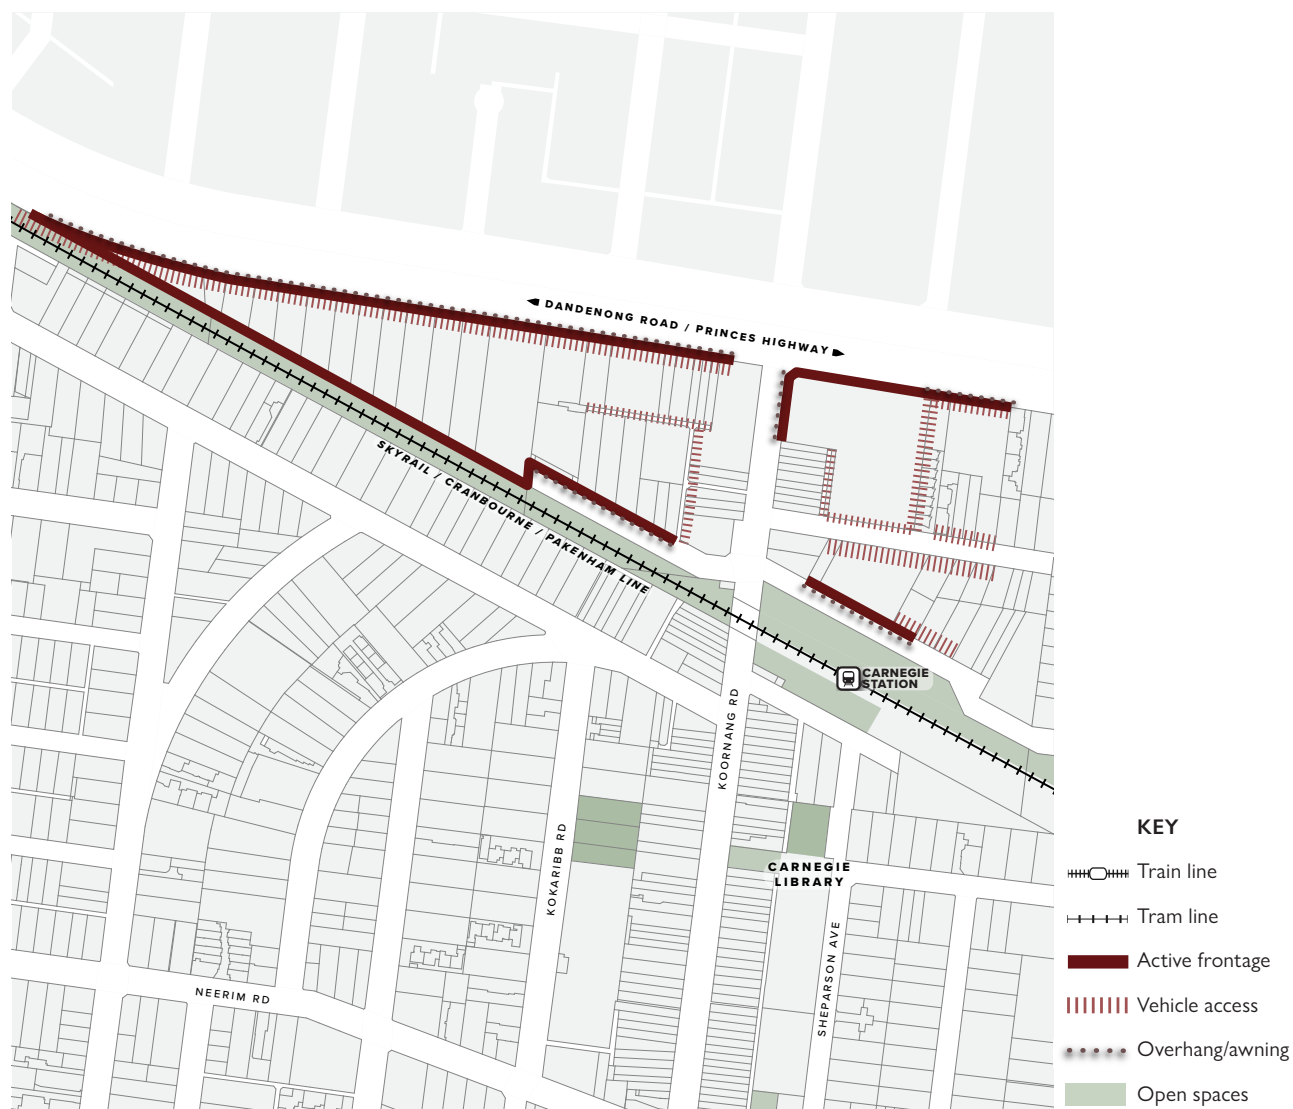 DANDENONG ROAD / PRINCES HIGHWAY
SKYRAIL / CRANBOURNE / PAKENHAM LINE
CARNEGIE
STATION
KOORNANG RD
KOKARIBB RD
CARNEGIE
LIBRARY
SHEPARSON AVE
NEERIM RD
KEY
Train line
Tram line
Active frontage
Vehicle access
Overhang/awning
Open spaces